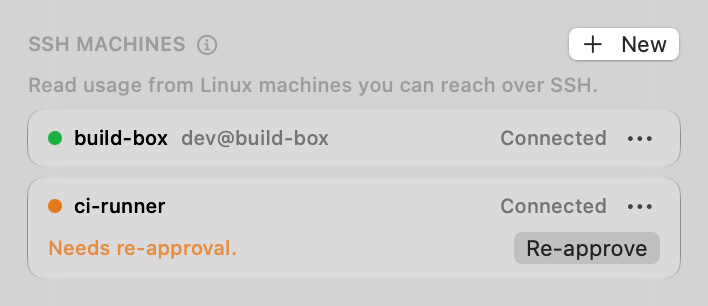 SSH MACHINES
+ New
Read usage from Linux machines you can reach over SSH.
build-box dev@build-box Connected ...
ci-runner Connected ...
Needs re-approval. Re-approve